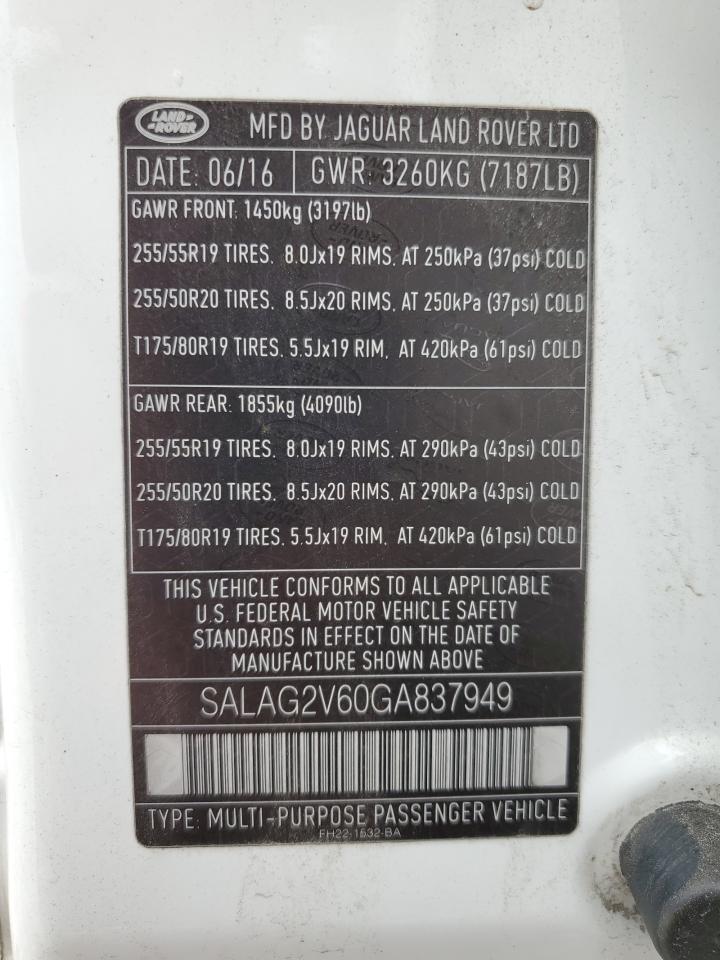 LAND-
-ROVER
MFD BY JAGUAR LAND ROVER LTD
DATE: 06/16 GWR: 3260KG (7187LB)
GAWR FRONT: 1450kg (3197lb)
255/55R19 TIRES, 8.0Jx19 RIMS, AT 250kPa (37psi) COLD
255/50R20 TIRES, 8.5Jx20 RIMS, AT 250kPa (37psi) COLD
T175/80R19 TIRES, 5.5Jx19 RIM, AT 420kPa (61psi) COLD
GAWR REAR: 1855kg (4090lb)
255/55R19 TIRES, 8.0Jx19 RIMS, AT 290kPa (43psi) COLD
255/50R20 TIRES, 8.5Jx20 RIMS, AT 290kPa (43psi) COLD
T175/80R19 TIRES, 5.5Jx19 RIM, AT 420kPa (61psi) COLD
THIS VEHICLE CONFORMS TO ALL APPLICABLE
U.S. FEDERAL MOTOR VEHICLE SAFETY
STANDARDS IN EFFECT ON THE DATE OF
MANUFACTURE SHOWN ABOVE
SALAG2V60GA837949
TYPE: MULTI-PURPOSE PASSENGER VEHICLE
FH22-1532-BA